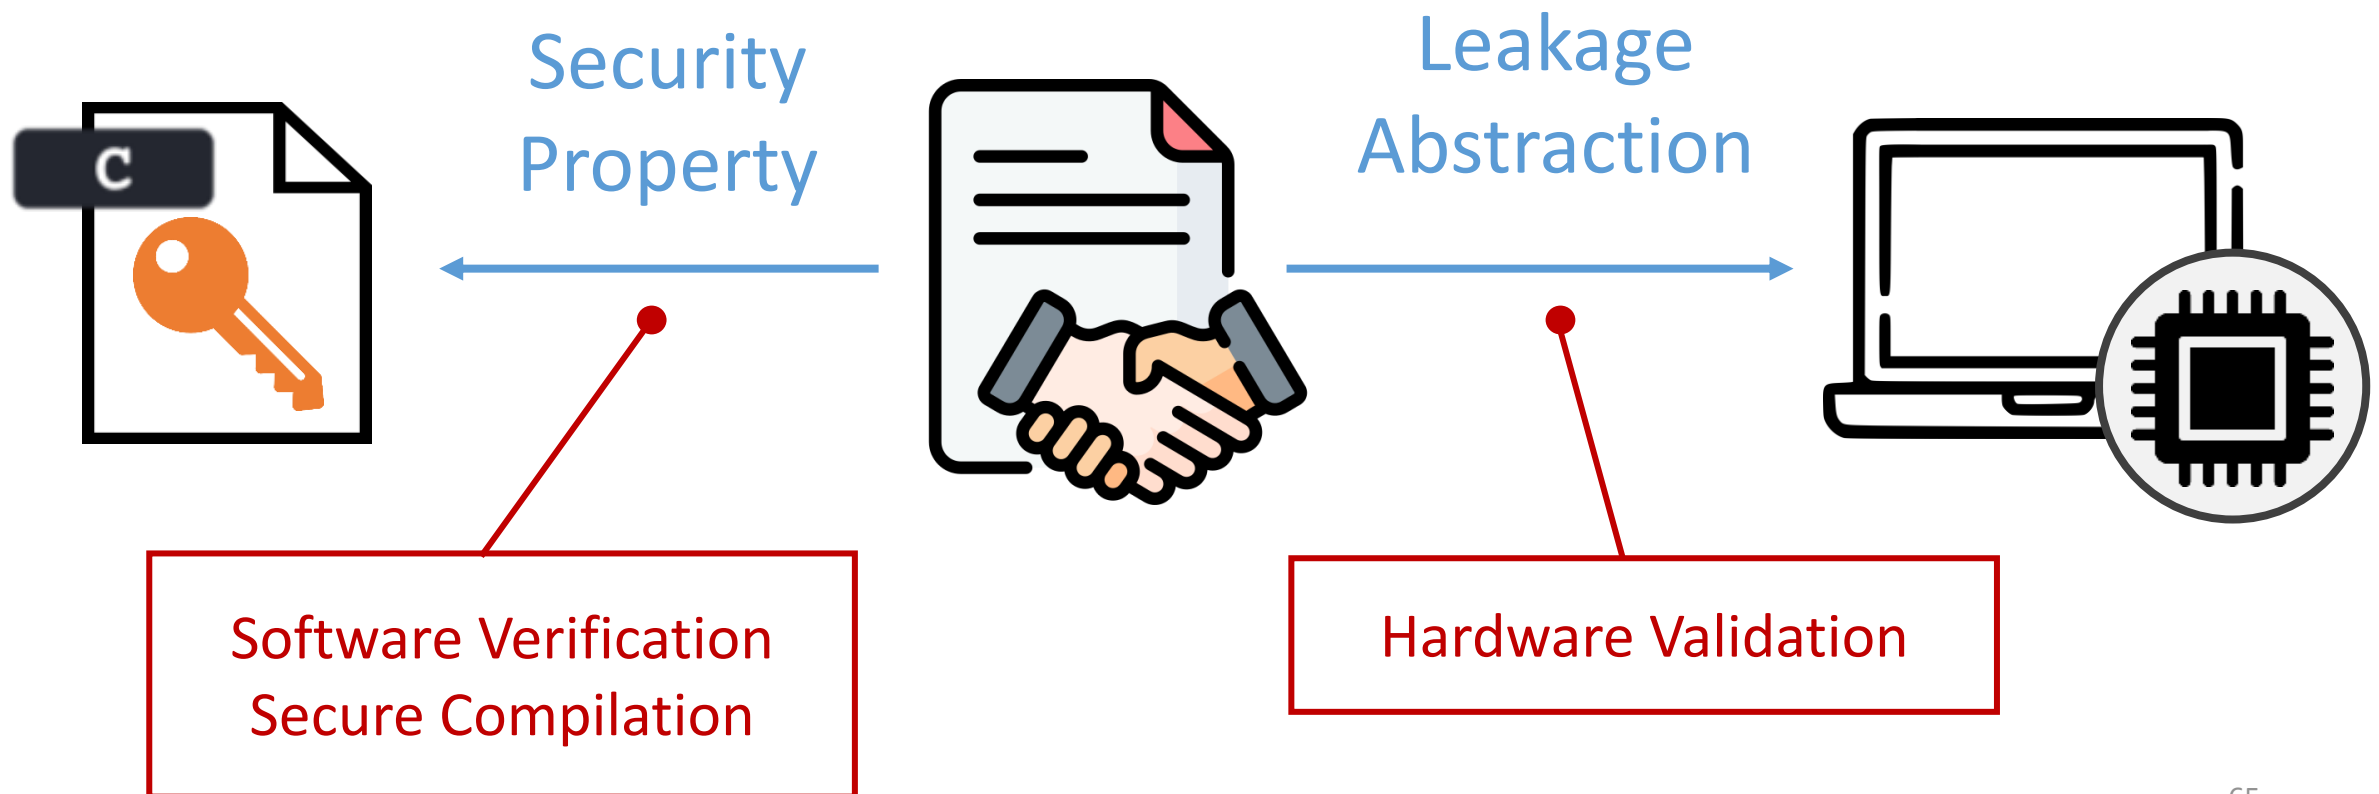 Security
Property
Leakage
Abstraction
C
Software Verification
Secure Compilation
Hardware Validation